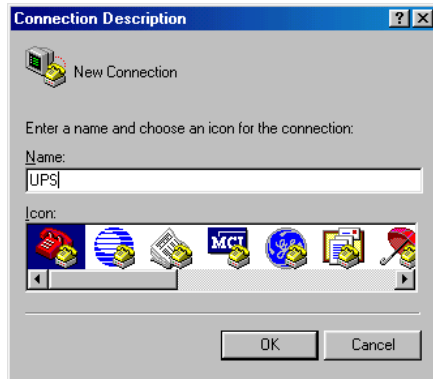 Connection Description
New Connection
Enter a name and choose an icon for the connection:
Name:
UPS
Icon:
MCI
OK Cancel